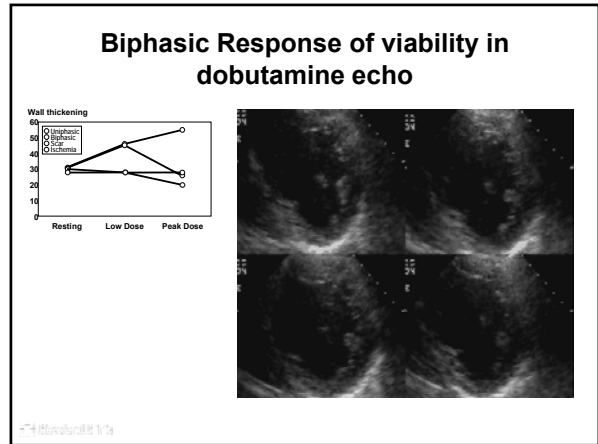 Biphasic Response of viability in
dobutamine echo
Wall thickening
60
50
40
30
20
10
0
Uniphasic
Biphasic
Scar
Ischemia
Resting Low Dose Peak Dose